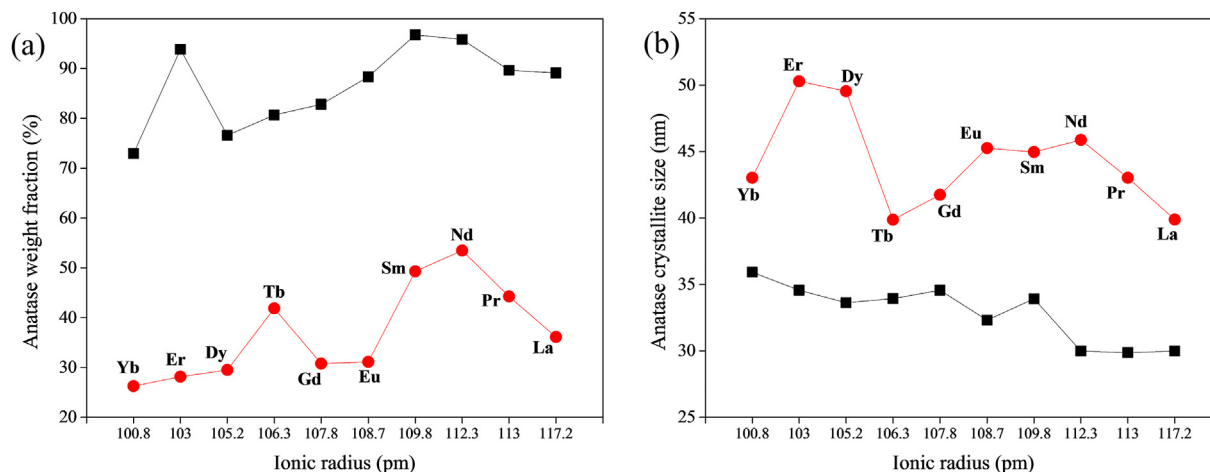 (a)
Anatase weight fraction (%)
100
90
80
70
60
50
40
30
20
Yb
Er
Dy
Tb
Gd
Eu
Sm
Nd
Pr
La
100.8 103 105.2 106.3 107.8 108.7 109.8 112.3 113 117.2
Ionic radius (pm)
(b)
Anatase crystallite size (nm)
55
50
45
40
35
30
25
Yb
Er
Dy
Tb
Gd
Eu
Sm
Nd
Pr
La
100.8 103 105.2 106.3 107.8 108.7 109.8 112.3 113 117.2
Ionic radius (pm)